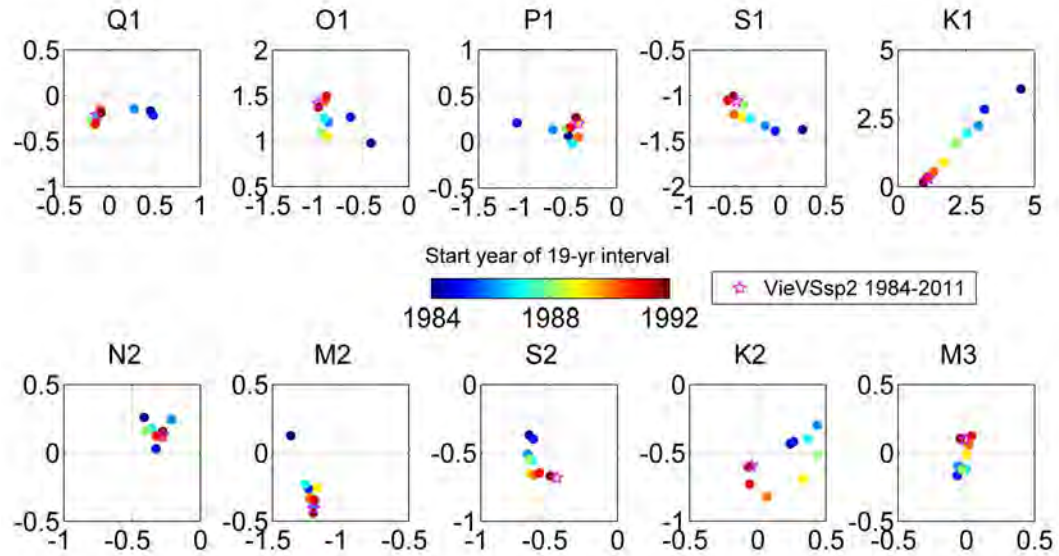 Q1 O1 P1 S1 K1
0.5 2 1 -0.5 5
0 1.5 0.5 -1 2.5
-0.5 1 0 -1.5
-1 0.5 -0.5 -2 0
-0.5 0 0.5 1 -1.5 -1 -0.5 0 -1.5 -1 -0.5 0 -1 -0.5 0 0.5 0 2.5 5
Start year of 19-yr interval
VieVSsp2 1984-2011
1984 1988 1992
N2 M2 S2 K2 M3
0.5 0.5 0 0 0.5
0 0 -0.5 -0.5 0
-0.5 -0.5 -1 -1 -0.5
-1 -0.5 0 -1.5 -1 -0.5 -1 -0.5 0 -0.5 0 0.5 -0.5 0 0.5